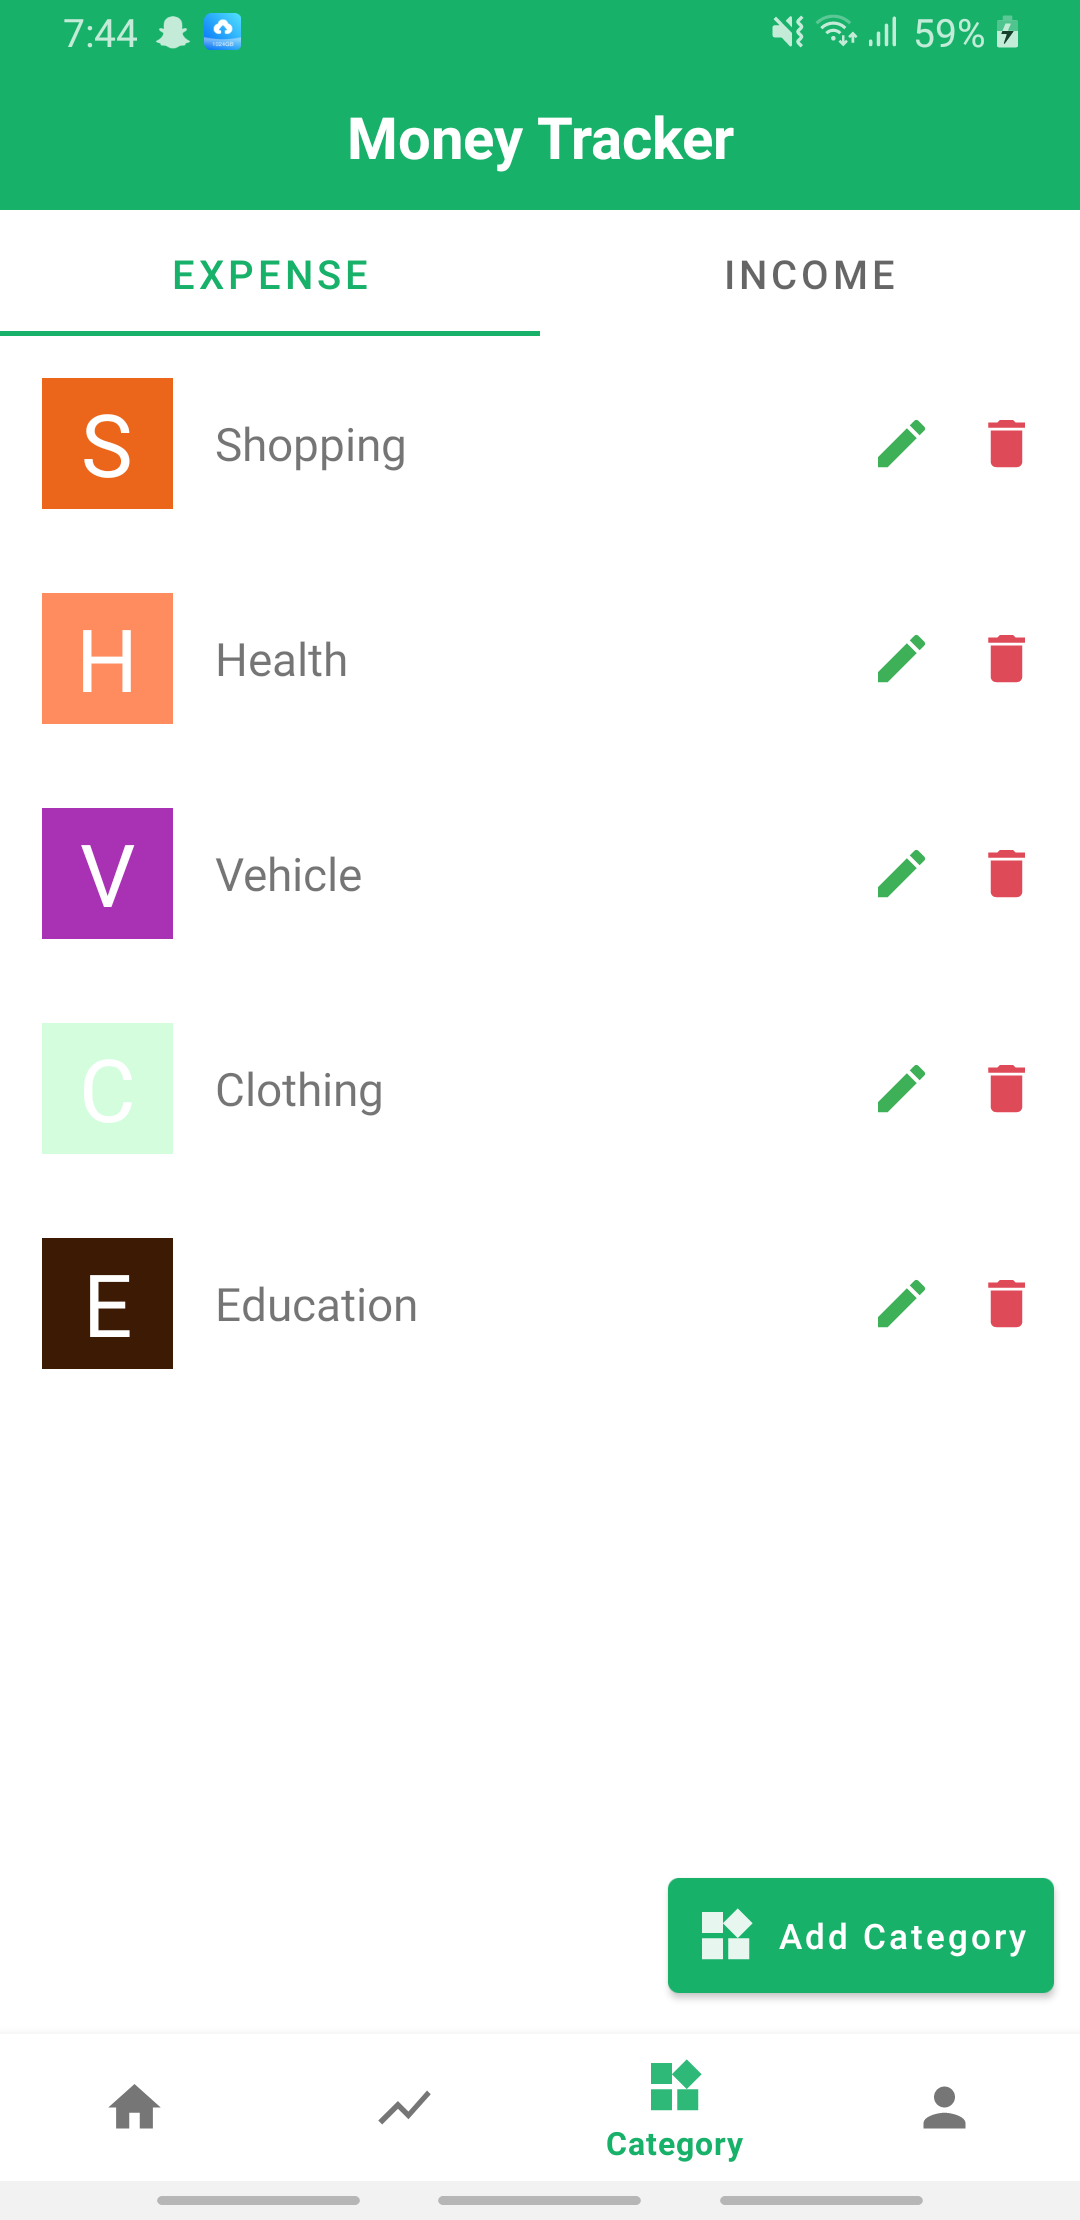 7:44 59%
Money Tracker
EXPENSE INCOME
S Shopping
H Health
V Vehicle
C Clothing
E Education
Add Category
Category